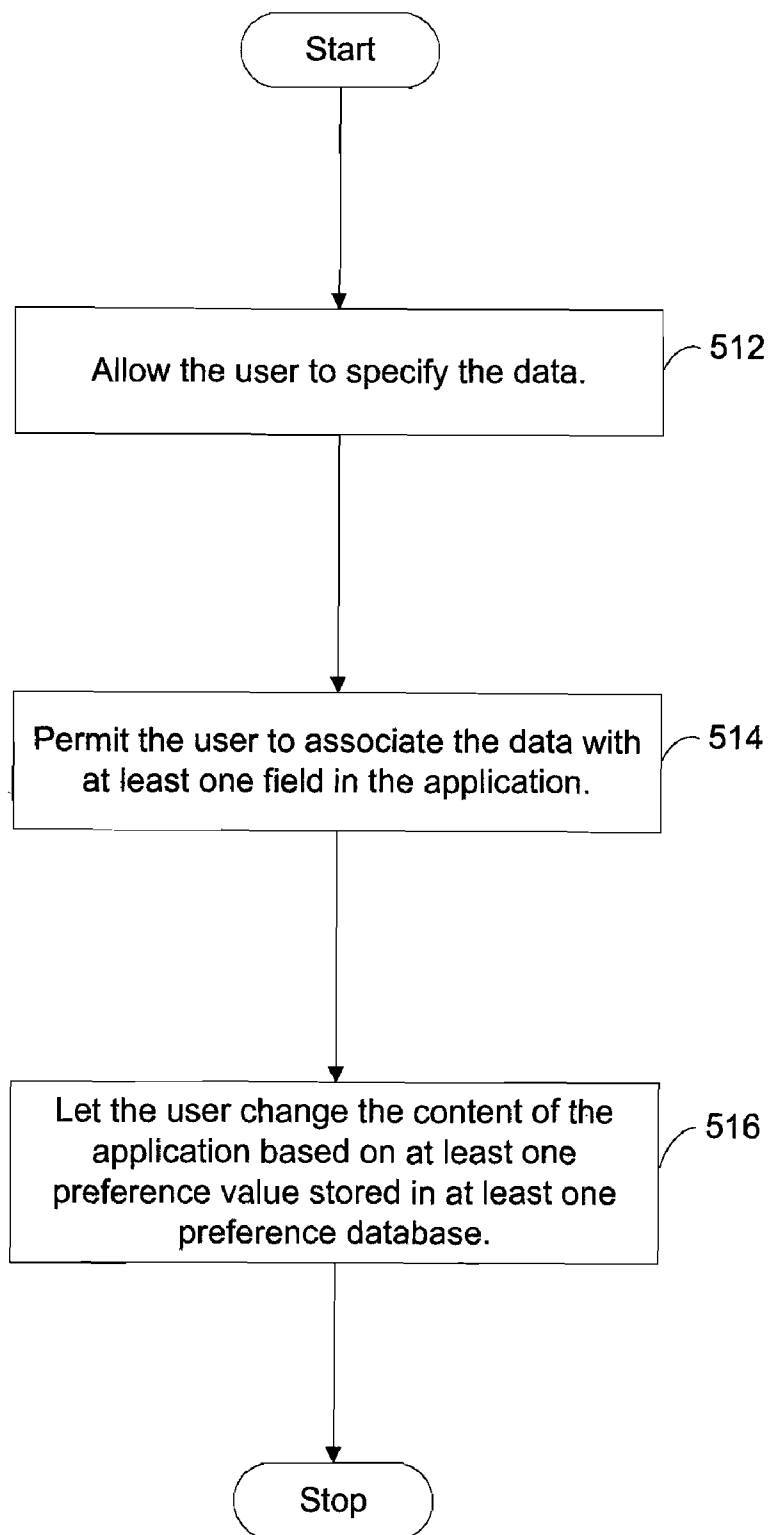 Start
Allow the user to specify the data.
512
Permit the user to associate the data with
at least one field in the application.
514
Let the user change the content of the
application based on at least one
preference value stored in at least one
preference database.
516
Stop